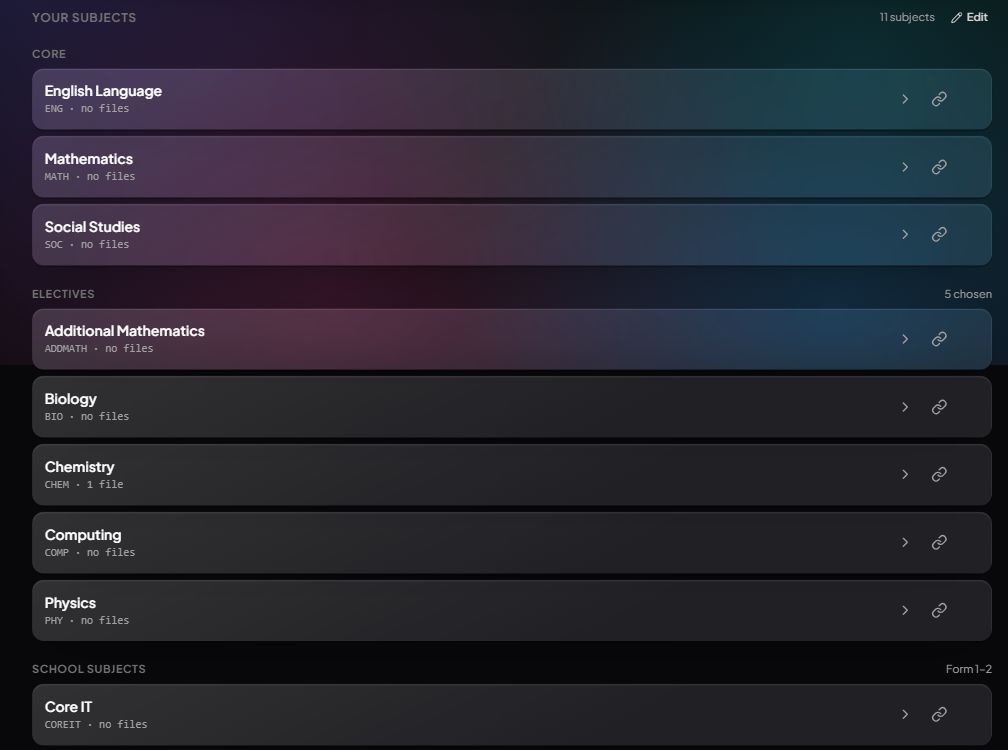 YOUR SUBJECTS
11 subjects
Edit
CORE
English Language
ENG · no files
Mathematics
MATH · no files
Social Studies
SOC · no files
ELECTIVES
5 chosen
Additional Mathematics
ADDMATH · no files
Biology
BIO · no files
Chemistry
CHEM · 1 file
Computing
COMP · no files
Physics
PHY · no files
SCHOOL SUBJECTS
Form 1–2
Core IT
COREIT · no files